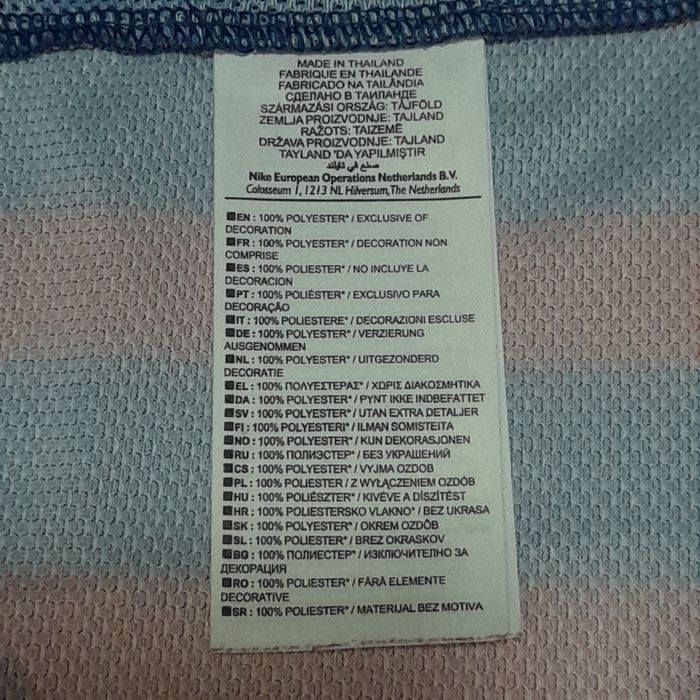 MADE IN THAILAND
FABRIQUE EN THAILANDE
FABRICADO NA TAILÂNDIA
СДЕЛАНО В ТАИЛАНДЕ
SZÁRMAZÁSI ORSZÁG: TÁJFÖLD
ZEMLJA PROIZVODNJE: TAJLAND
RAŽOTS: TAIZEMĒ
DRŽAVA PROIZVODNJE: TAJLAND
TAYLAND 'DA YAPILMIŞTIR
صنع في تايلاند
Nike European Operations Netherlands B.V.
Colosseum 1, 1213 NL Hilversum, The Netherlands
EN : 100% POLYESTER* / EXCLUSIVE OF
DECORATION
FR : 100% POLYESTER* / DECORATION NON
COMPRISE
ES : 100% POLIESTER* / NO INCLUYE LA
DECORACION
PT : 100% POLIÉSTER* / EXCLUSIVO PARA
DECORAÇÃO
IT : 100% POLIESTERE* / DECORAZIONI ESCLUSE
DE : 100% POLYESTER* / VERZIERUNG
AUSGENOMMEN
NL : 100% POLYESTER* / UITGEZONDERD
DECORATIE
EL : 100% ΠΟΛΥΕΣΤΕΡΑΣ* / ΧΩΡΙΣ ΔΙΑΚΟΣΜΗΤΙΚΑ
DA : 100% POLYESTER* / PYNT IKKE INDBEFATTET
SV : 100% POLYESTER* / UTAN EXTRA DETALJER
FI : 100% POLYESTERI* / ILMAN SOMISTEITA
NO : 100% POLYESTER* / KUN DEKORASJONEN
RU : 100% ПОЛИЭСТЕР* / БЕЗ УКРАШЕНИЙ
CS : 100% POLYESTER* / VYJMA OZDOB
PL : 100% POLIESTER / Z WYŁĄCZENIEM OZDÓB
HU : 100% POLIÉSZTER* / KIVÉVE A DÍSZÍTÉST
HR : 100% POLIESTERSKO VLAKNO* / BEZ UKRASA
SK : 100% POLYESTER* / OKREM OZDÔB
SL : 100% POLIESTER* / BREZ OKRASKOV
BG : 100% ПОЛИЕСТЕР* / ИЗКЛЮЧИТЕЛНО ЗА
ДЕКОРАЦИЯ
RO : 100% POLIESTER* / FĂRĂ ELEMENTE
DECORATIVE
SR : 100% POLIESTER* / MATERIJAL BEZ MOTIVA